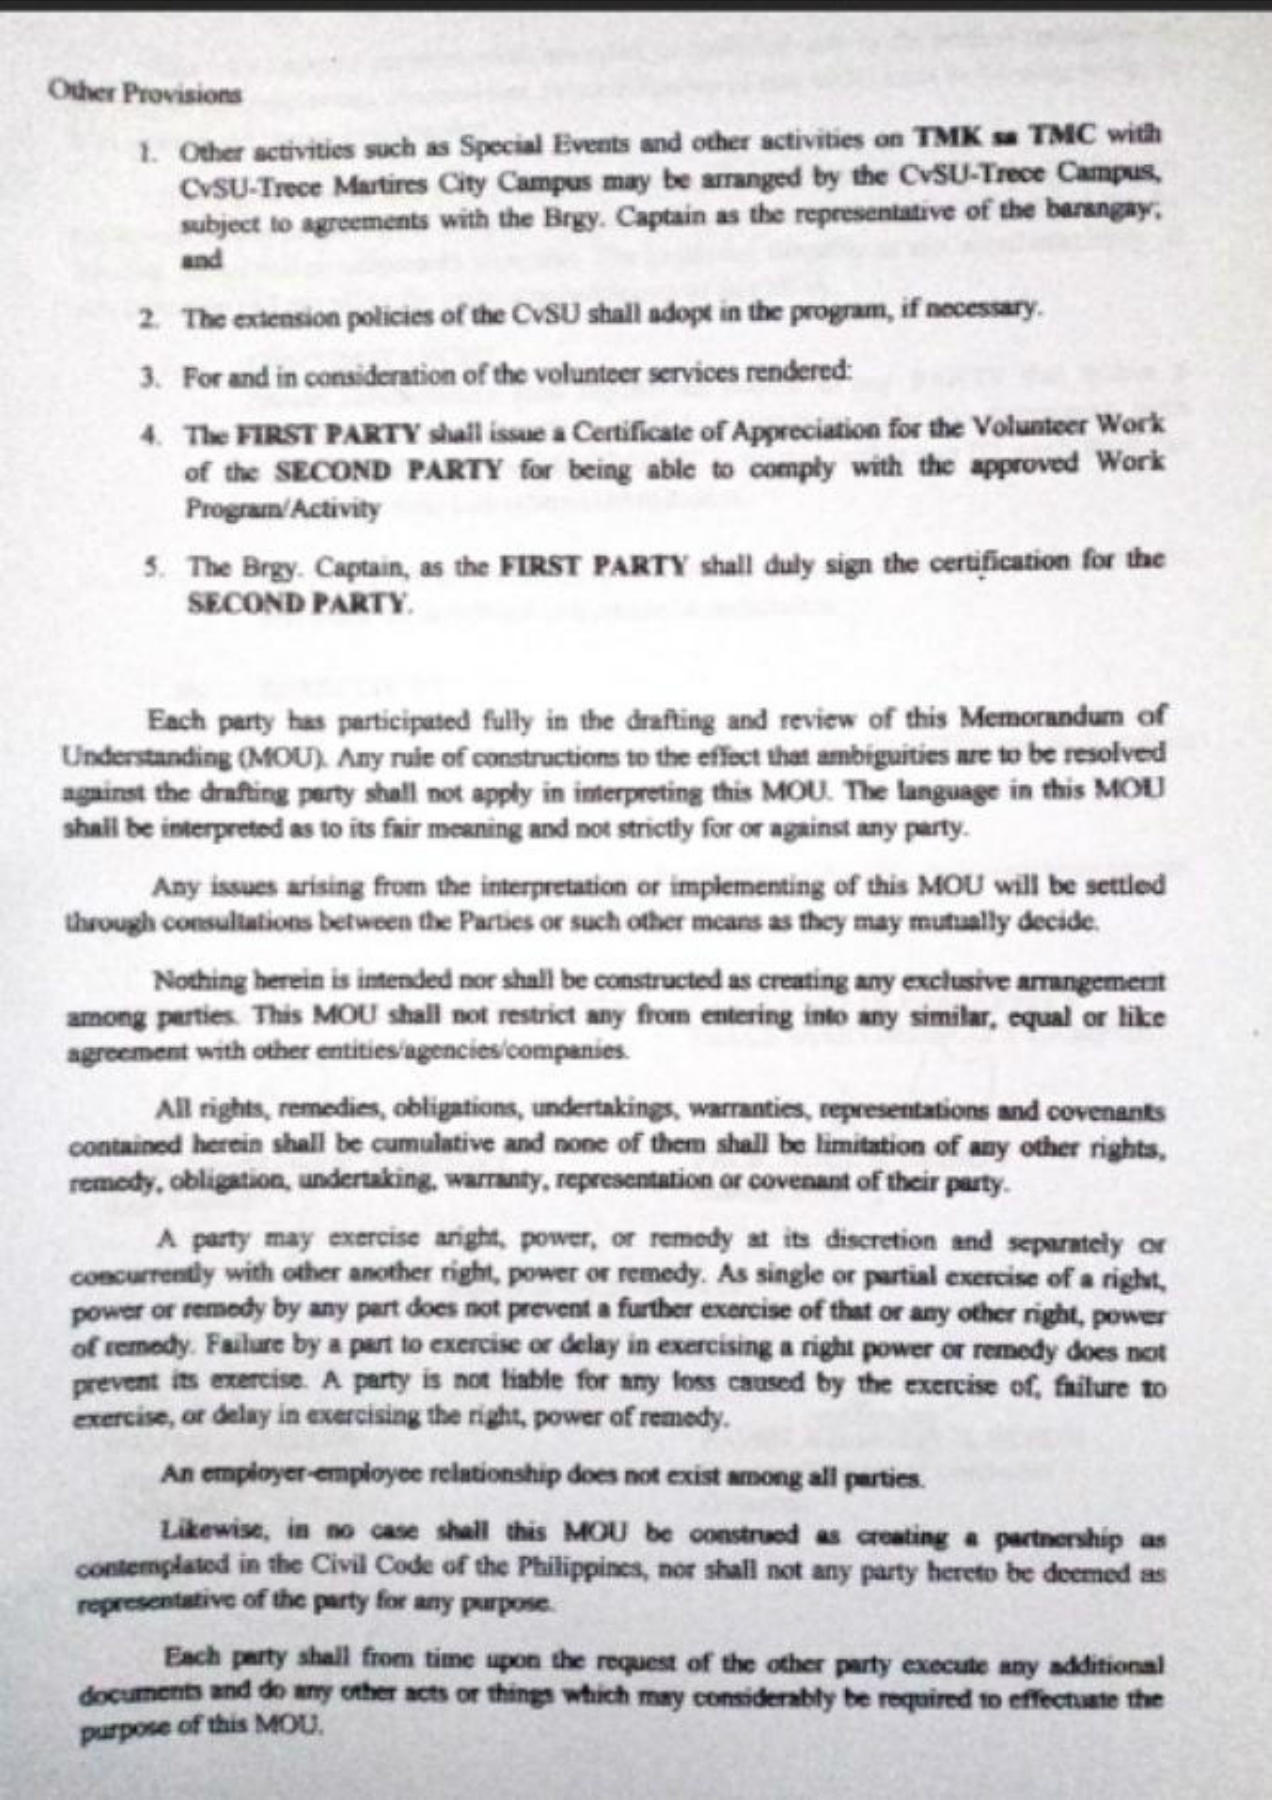 Other Provisions
1. Other activities such as Special Events and other activities on TMK sa TMC with
CvSU-Trece Martires City Campus may be arranged by the CvSU-Trece Campus,
subject to agreements with the Brgy. Captain as the representative of the barangay;
and
2. The extension policies of the CvSU shall adopt in the program, if necessary.
3. For and in consideration of the volunteer services rendered:
4. The FIRST PARTY shall issue a Certificate of Appreciation for the Volunteer Work
of the SECOND PARTY for being able to comply with the approved Work
Program/Activity
5. The Brgy. Captain, as the FIRST PARTY shall duly sign the certification for the
SECOND PARTY.
Each party has participated fully in the drafting and review of this Memorandum of
Understanding (MOU). Any rule of constructions to the effect that ambiguities are to be resolved
against the drafting party shall not apply in interpreting this MOU. The language in this MOU
shall be interpreted as to its fair meaning and not strictly for or against any party.
Any issues arising from the interpretation or implementing of this MOU will be settled
through consultations between the Parties or such other means as they may mutually decide.
Nothing herein is intended nor shall be constructed as creating any exclusive arrangement
among parties. This MOU shall not restrict any from entering into any similar, equal or like
agreement with other entities/agencies/companies.
All rights, remedies, obligations, undertakings, warranties, representations and covenants
contained herein shall be cumulative and none of them shall be limitation of any other rights,
remedy, obligation, undertaking, warranty, representation or covenant of their party.
A party may exercise aright, power, or remedy at its discretion and separately or
concurrently with other another right, power or remedy. As single or partial exercise of a right,
power or remedy by any part does not prevent a further exercise of that or any other right, power
of remedy. Failure by a part to exercise or delay in exercising a right power or remedy does not
prevent its exercise. A party is not liable for any loss caused by the exercise of, failure to
exercise, or delay in exercising the right, power of remedy.
An employer-employee relationship does not exist among all parties.
Likewise, in no case shall this MOU be construed as creating a partnership as
contemplated in the Civil Code of the Philippines, nor shall not any party hereto be deemed as
representative of the party for any purpose.
Each party shall from time upon the request of the other party execute any additional
documents and do any other acts or things which may considerably be required to effectuate the
purpose of this MOU.